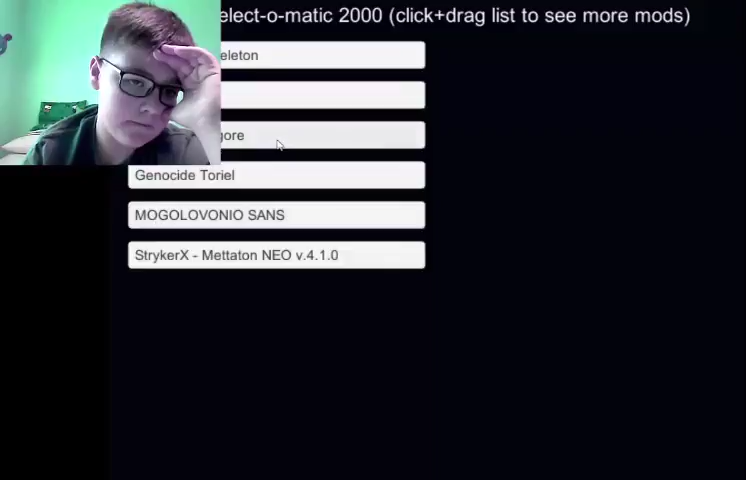 elect-o-matic 2000 (click+drag list to see more mods)
eleton
gore
Genocide Toriel
MOGOLOVONIO SANS
StrykerX - Mettaton NEO v.4.1.0